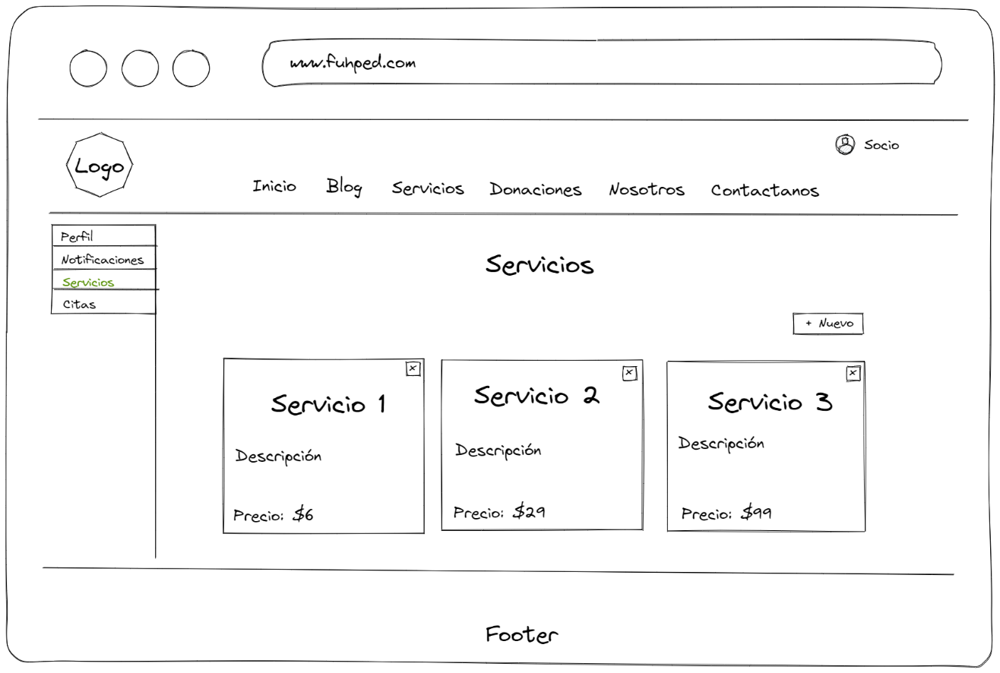 www.fuhped.com
Logo
Socio
Inicio Blog Servicios Donaciones Nosotros Contactanos
Perfil
Notificaciones
Servicios
Citas
Servicios
+ Nuevo
x
Servicio 1
Descripción
Precio: $6
x
Servicio 2
Descripción
Precio: $29
x
Servicio 3
Descripción
Precio: $99
Footer